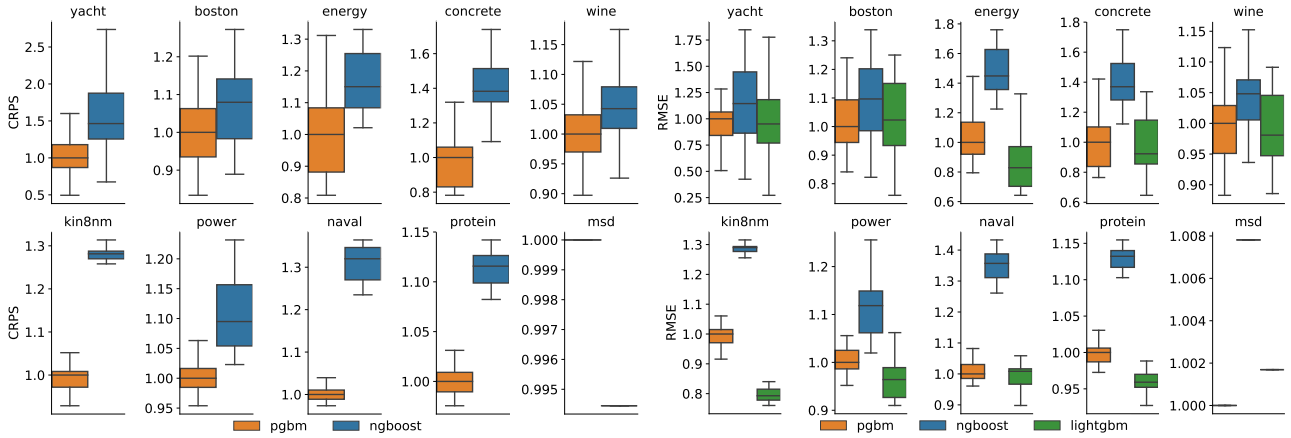 yacht boston energy concrete wine yacht boston energy concrete wine
CRPS 2.5 2.0 1.5 1.0 0.5
1.2 1.1 1.0 0.9
1.3 1.2 1.1 1.0 0.9 0.8
1.6 1.4 1.2 1.0 0.8
1.15 1.10 1.05 1.00 0.95 0.90
RMSE 1.75 1.50 1.25 1.00 0.75 0.50 0.25
1.3 1.2 1.1 1.0 0.9 0.8
1.8 1.6 1.4 1.2 1.0 0.8 0.6
1.8 1.6 1.4 1.2 1.0 0.8 0.6
1.15 1.10 1.05 1.00 0.95 0.90
kin8nm power naval protein msd kin8nm power naval protein msd
CRPS 1.3 1.2 1.1 1.0
1.20 1.15 1.10 1.05 1.00 0.95
1.3 1.2 1.1 1.0
1.15 1.10 1.05 1.00
1.000 0.999 0.998 0.997 0.996 0.995
RMSE 1.3 1.2 1.1 1.0 0.9 0.8
1.2 1.1 1.0 0.9
1.4 1.3 1.2 1.1 1.0 0.9
1.15 1.10 1.05 1.00 0.95
1.008 1.006 1.004 1.002 1.000
pgbm ngboost pgbm ngboost lightgbm